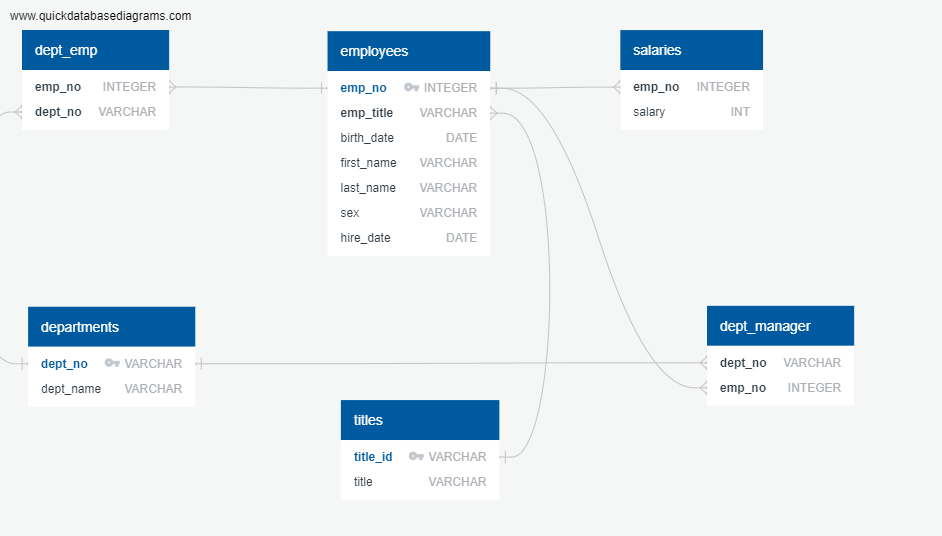 www.quickdatabasediagrams.com
dept_emp
emp_no INTEGER
dept_no VARCHAR
employees
emp_no INTEGER
emp_title VARCHAR
birth_date DATE
first_name VARCHAR
last_name VARCHAR
sex VARCHAR
hire_date DATE
salaries
emp_no INTEGER
salary INT
departments
dept_no VARCHAR
dept_name VARCHAR
dept_manager
dept_no VARCHAR
emp_no INTEGER
titles
title_id VARCHAR
title VARCHAR